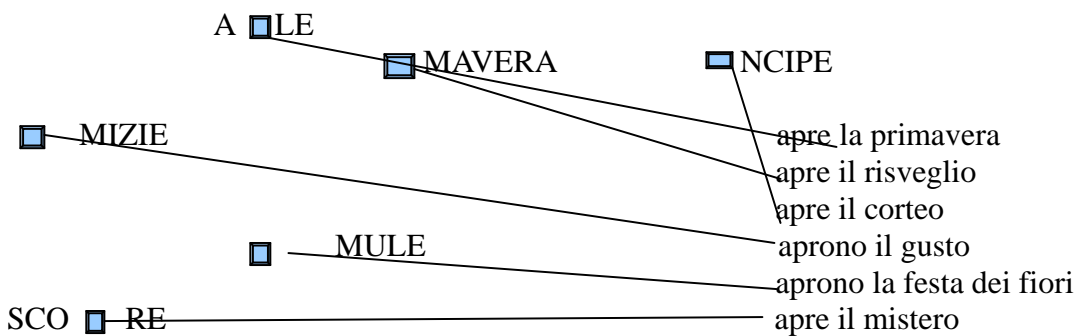 A LE
MAVERA
NCIPE
MIZIE
apre la primavera
apre il risveglio
apre il corteo
aprono il gusto
MULE
aprono la festa dei fiori
SCO RE
apre il mistero